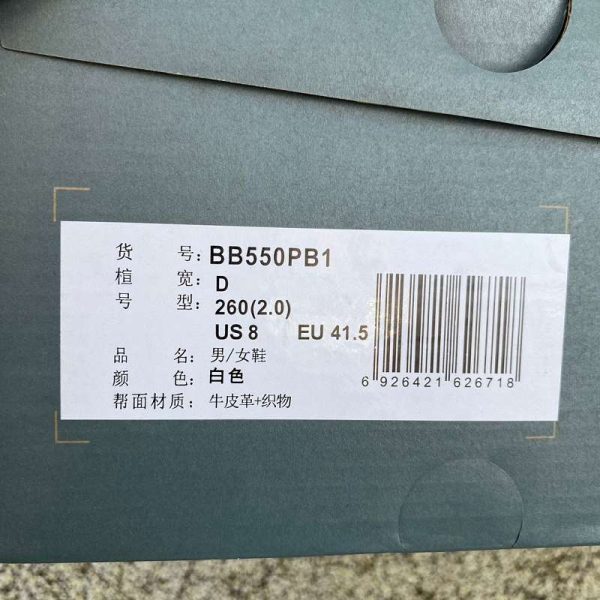 货 号: BB550PB1
楦 宽: D
号 型: 260(2.0)
US 8 EU 41.5
品 名: 男/女鞋
颜 色: 白色
帮面材质: 牛皮革+织物
6 926421 626718